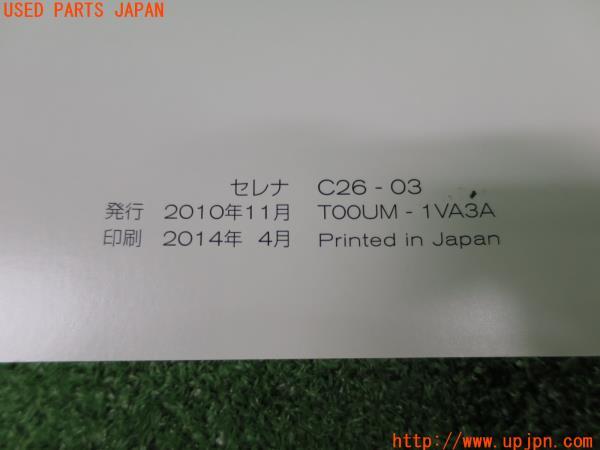 USED PARTS JAPAN
セレナ C26 - 03
発行 2010年11月 T00UM - 1VA3A
印刷 2014年 4月 Printed in Japan
http://www.upjpn.com/